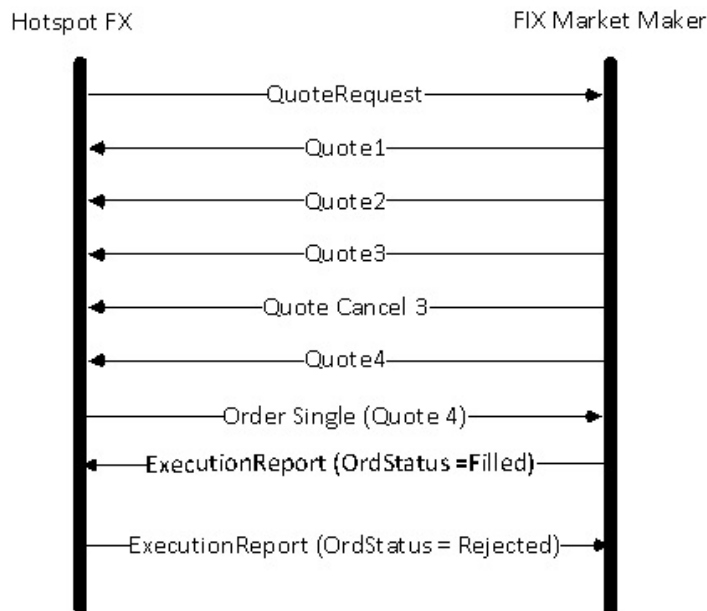 Hotspot FX
FIX Market Maker
QuoteRequest
Quote1
Quote2
Quote3
Quote Cancel 3
Quote4
Order Single (Quote 4)
ExecutionReport (OrdStatus =Filled)
ExecutionReport (OrdStatus = Rejected)